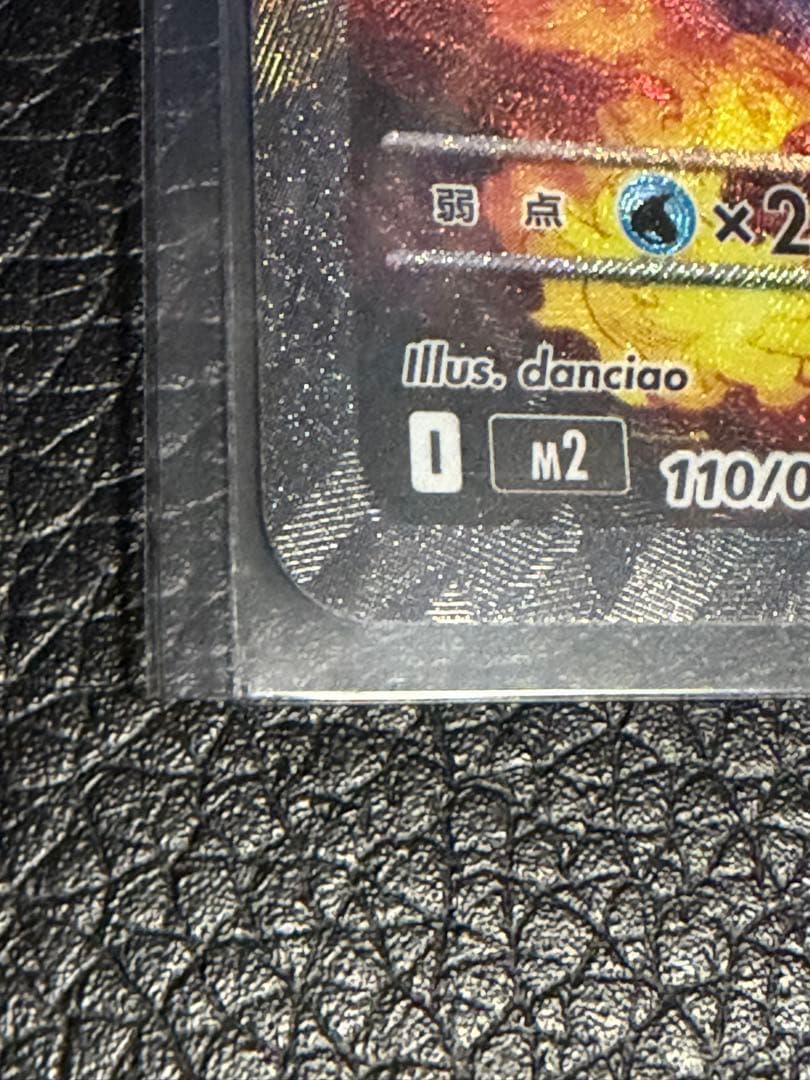 弱点 ×2
Illus. danciao
I M2 110/0